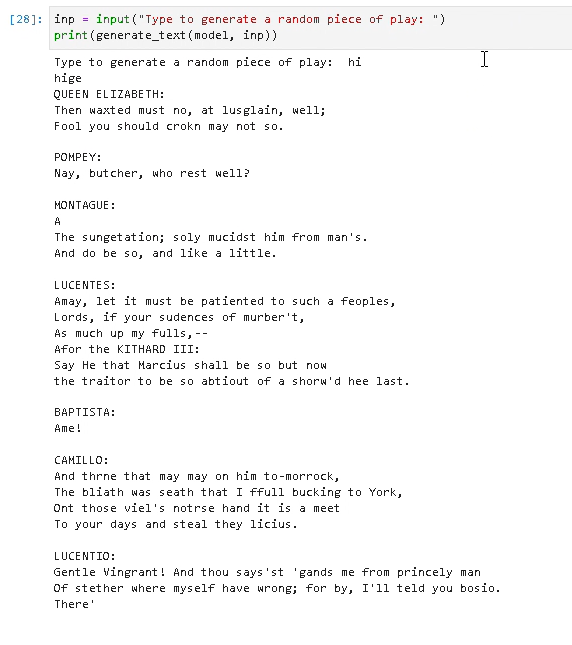 [28]: inp = input("Type to generate a random piece of play: ")
print(generate_text(model, inp))
Type to generate a random piece of play:  hi
hige
QUEEN ELIZABETH:
Then waxted must no, at lusglain, well;
Fool you should crokn may not so.
POMPEY:
Nay, butcher, who rest well?
MONTAGUE:
A
The sungetation; soly mucidst him from man's.
And do be so, and like a little.
LUCENTES:
Amay, let it must be patiented to such a feoples,
Lords, if your sudences of murber't,
As much up my fulls,--
Afor the KITHARD III:
Say He that Marcius shall be so but now
the traitor to be so abtiout of a shorw'd hee last.
BAPTISTA:
Ame!
CAMILLO:
And thrne that may may on him to-morrock,
The bliath was seath that I ffull bucking to York,
Ont those viel's notrse hand it is a meet
To your days and steal they licius.
LUCENTIO:
Gentle Vingrant! And thou says'st 'gands me from princely man
Of stether where myself have wrong; for by, I'll teld you bosio.
There'